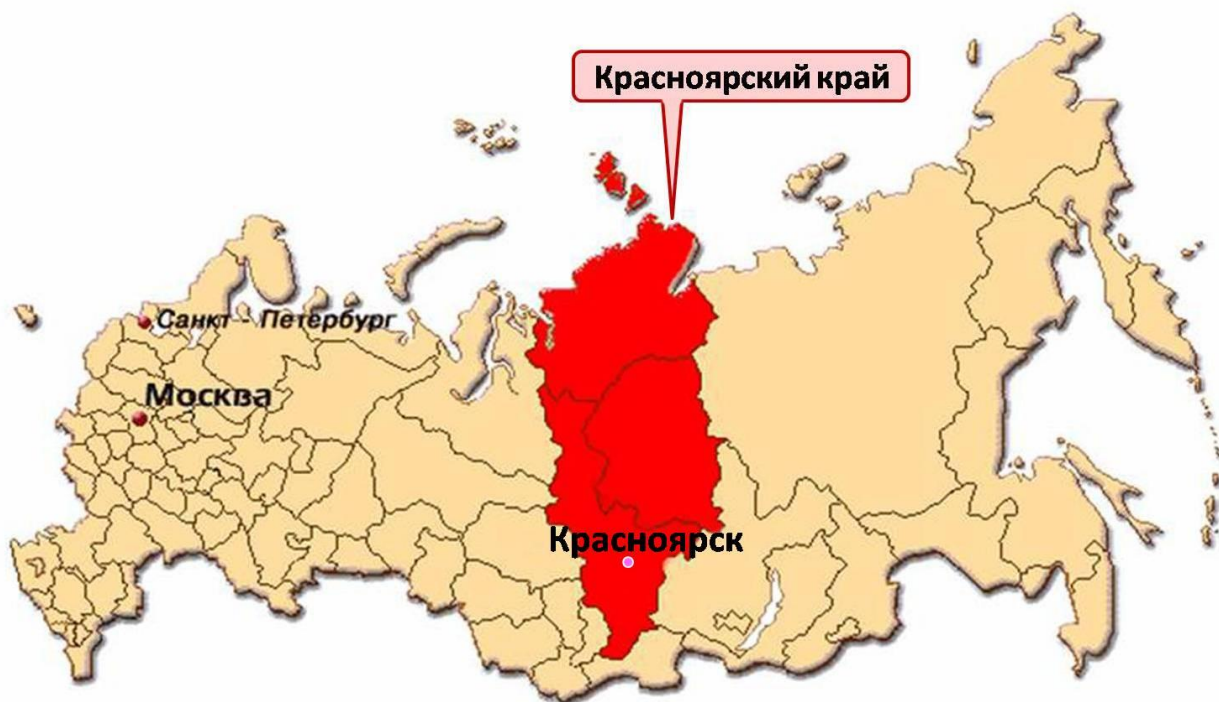 Красноярский край
Санкт - Петербург
Москва
Красноярск